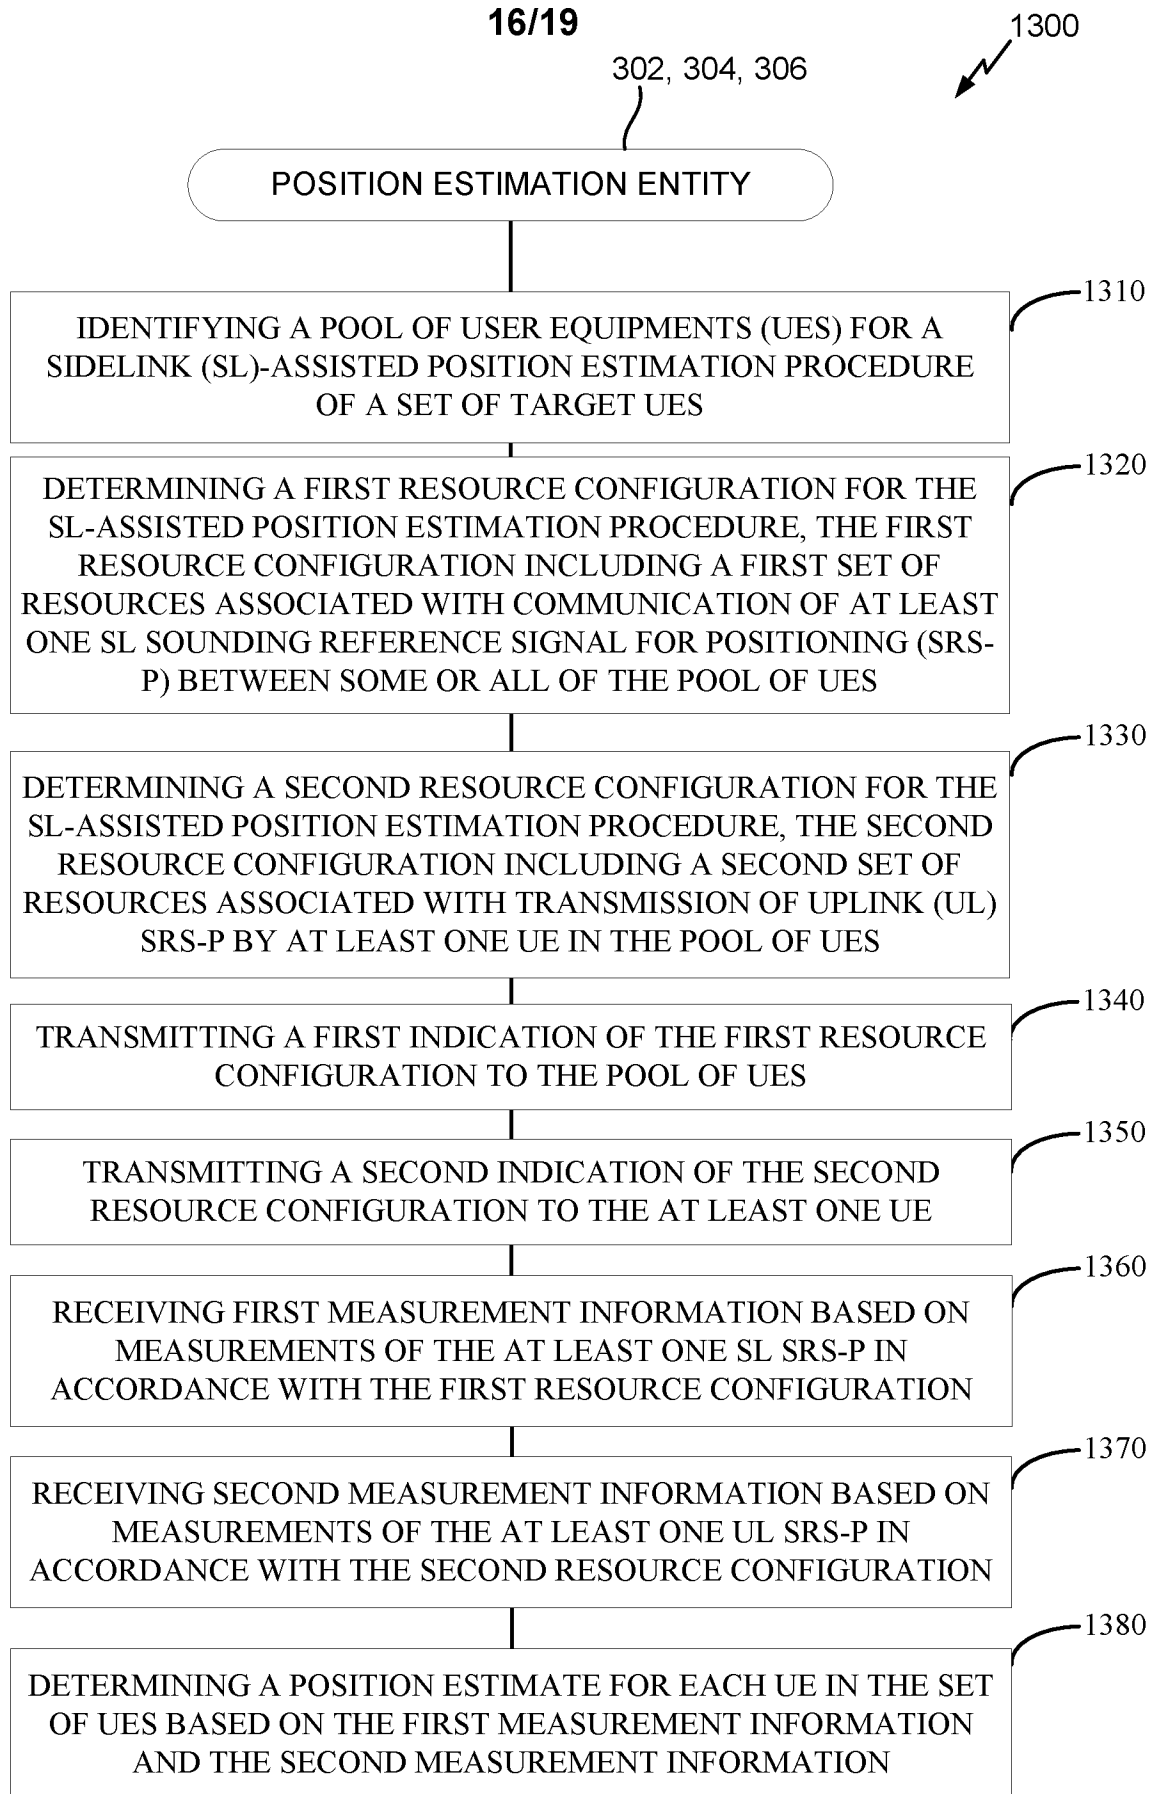 16/19
1300
302, 304, 306
POSITION ESTIMATION ENTITY
1310
IDENTIFYING A POOL OF USER EQUIPMENTS (UES) FOR A
SIDELINK (SL)-ASSISTED POSITION ESTIMATION PROCEDURE
OF A SET OF TARGET UES
1320
DETERMINING A FIRST RESOURCE CONFIGURATION FOR THE
SL-ASSISTED POSITION ESTIMATION PROCEDURE, THE FIRST
RESOURCE CONFIGURATION INCLUDING A FIRST SET OF
RESOURCES ASSOCIATED WITH COMMUNICATION OF AT LEAST
ONE SL SOUNDING REFERENCE SIGNAL FOR POSITIONING (SRS-
P) BETWEEN SOME OR ALL OF THE POOL OF UES
1330
DETERMINING A SECOND RESOURCE CONFIGURATION FOR THE
SL-ASSISTED POSITION ESTIMATION PROCEDURE, THE SECOND
RESOURCE CONFIGURATION INCLUDING A SECOND SET OF
RESOURCES ASSOCIATED WITH TRANSMISSION OF UPLINK (UL)
SRS-P BY AT LEAST ONE UE IN THE POOL OF UES
1340
TRANSMITTING A FIRST INDICATION OF THE FIRST RESOURCE
CONFIGURATION TO THE POOL OF UES
1350
TRANSMITTING A SECOND INDICATION OF THE SECOND
RESOURCE CONFIGURATION TO THE AT LEAST ONE UE
1360
RECEIVING FIRST MEASUREMENT INFORMATION BASED ON
MEASUREMENTS OF THE AT LEAST ONE SL SRS-P IN
ACCORDANCE WITH THE FIRST RESOURCE CONFIGURATION
1370
RECEIVING SECOND MEASUREMENT INFORMATION BASED ON
MEASUREMENTS OF THE AT LEAST ONE UL SRS-P IN
ACCORDANCE WITH THE SECOND RESOURCE CONFIGURATION
1380
DETERMINING A POSITION ESTIMATE FOR EACH UE IN THE SET
OF UES BASED ON THE FIRST MEASUREMENT INFORMATION
AND THE SECOND MEASUREMENT INFORMATION